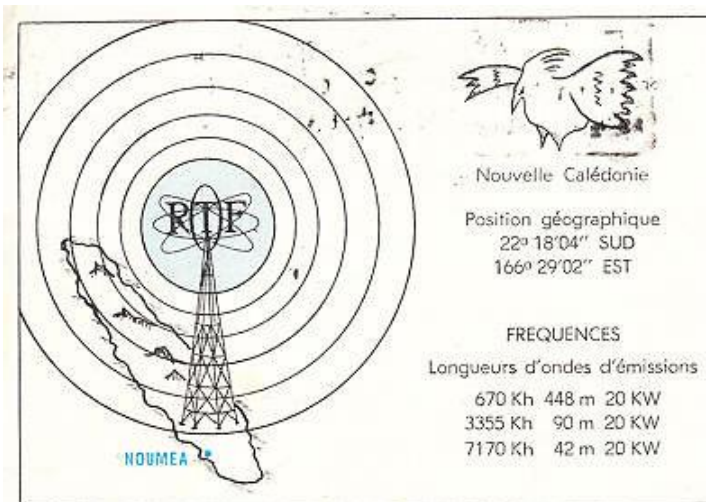 RTF
NOUMEA
Nouvelle Calédonie
Position géographique
22º 18'04" SUD
166º 29'02" EST
FREQUENCES
Longueurs d'ondes d'émissions
670 Kh 448 m 20 KW
3355 Kh 90 m 20 KW
7170 Kh 42 m 20 KW